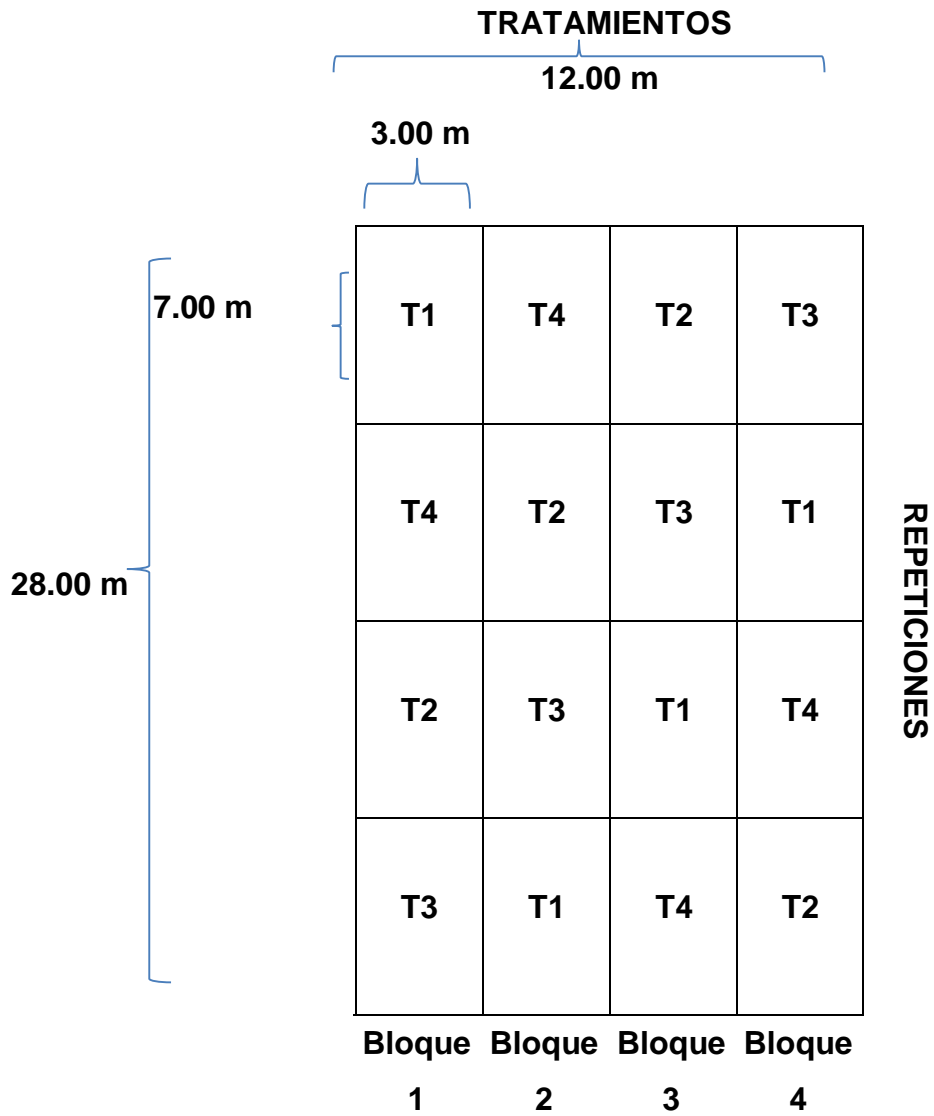 TRATAMIENTOS
12.00 m
3.00 m
7.00 m
T1 T4 T2 T3
T4 T2 T3 T1
28.00 m
REPETICIONES
T2 T3 T1 T4
T3 T1 T4 T2
Bloque Bloque Bloque Bloque
1 2 3 4